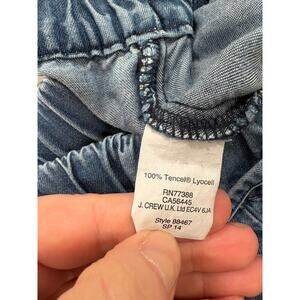 100% Tencel® Lyocell
RN77388
CA56445
J. CREW U.K. Ltd EC4V 6JA
Style 88467
SP 14